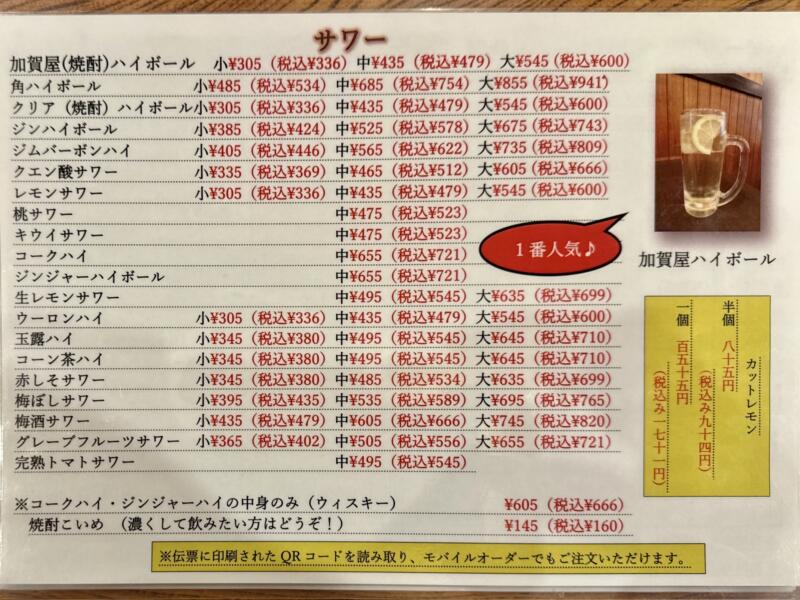 サワー
加賀屋(焼酎)ハイボール 小¥305（税込¥336）中¥435（税込¥479）大¥545（税込¥600）
角ハイボール 小¥485（税込¥534）中¥685（税込¥754）大¥855（税込¥941）
クリア（焼酎）ハイボール小¥305（税込¥336）中¥435（税込¥479）大¥545（税込¥600）
ジンハイボール 小¥385（税込¥424）中¥525（税込¥578）大¥675（税込¥743）
ジムバーボンハイ 小¥405（税込¥446）中¥565（税込¥622）大¥735（税込¥809）
クエン酸サワー 小¥335（税込¥369）中¥465（税込¥512）大¥605（税込¥666）
レモンサワー 小¥305（税込¥336）中¥435（税込¥479）大¥545（税込¥600）
桃サワー 中¥475（税込¥523）
キウイサワー 中¥475（税込¥523）
コークハイ 中¥655（税込¥721）
ジンジャーハイボール 中¥655（税込¥721）
生レモンサワー 中¥495（税込¥545）大¥635（税込¥699）
ウーロンハイ 小¥305（税込¥336）中¥435（税込¥479）大¥545（税込¥600）
玉露ハイ 小¥345（税込¥380）中¥495（税込¥545）大¥645（税込¥710）
コーン茶ハイ 小¥345（税込¥380）中¥495（税込¥545）大¥645（税込¥710）
赤しそサワー 小¥345（税込¥380）中¥485（税込¥534）大¥635（税込¥699）
梅ぼしサワー 小¥395（税込¥435）中¥535（税込¥589）大¥695（税込¥765）
梅酒サワー 小¥435（税込¥479）中¥605（税込¥666）大¥745（税込¥820）
グレープフルーツサワー 小¥365（税込¥402）中¥505（税込¥556）大¥655（税込¥721）
完熟トマトサワー 中¥495（税込¥545）
※コークハイ・ジンジャーハイの中身のみ（ウィスキー） ¥605（税込¥666）
焼酎こいめ （濃くして飲みたい方はどうぞ！） ¥145（税込¥160）
※伝票に印刷された QR コードを読み取り、モバイルオーダーでもご注文いただけます。
1番人気♪
加賀屋ハイボール
カットレモン
半個 八十五円
（税込み九十四円）
一個 百五十五円
（税込み一七十一円）